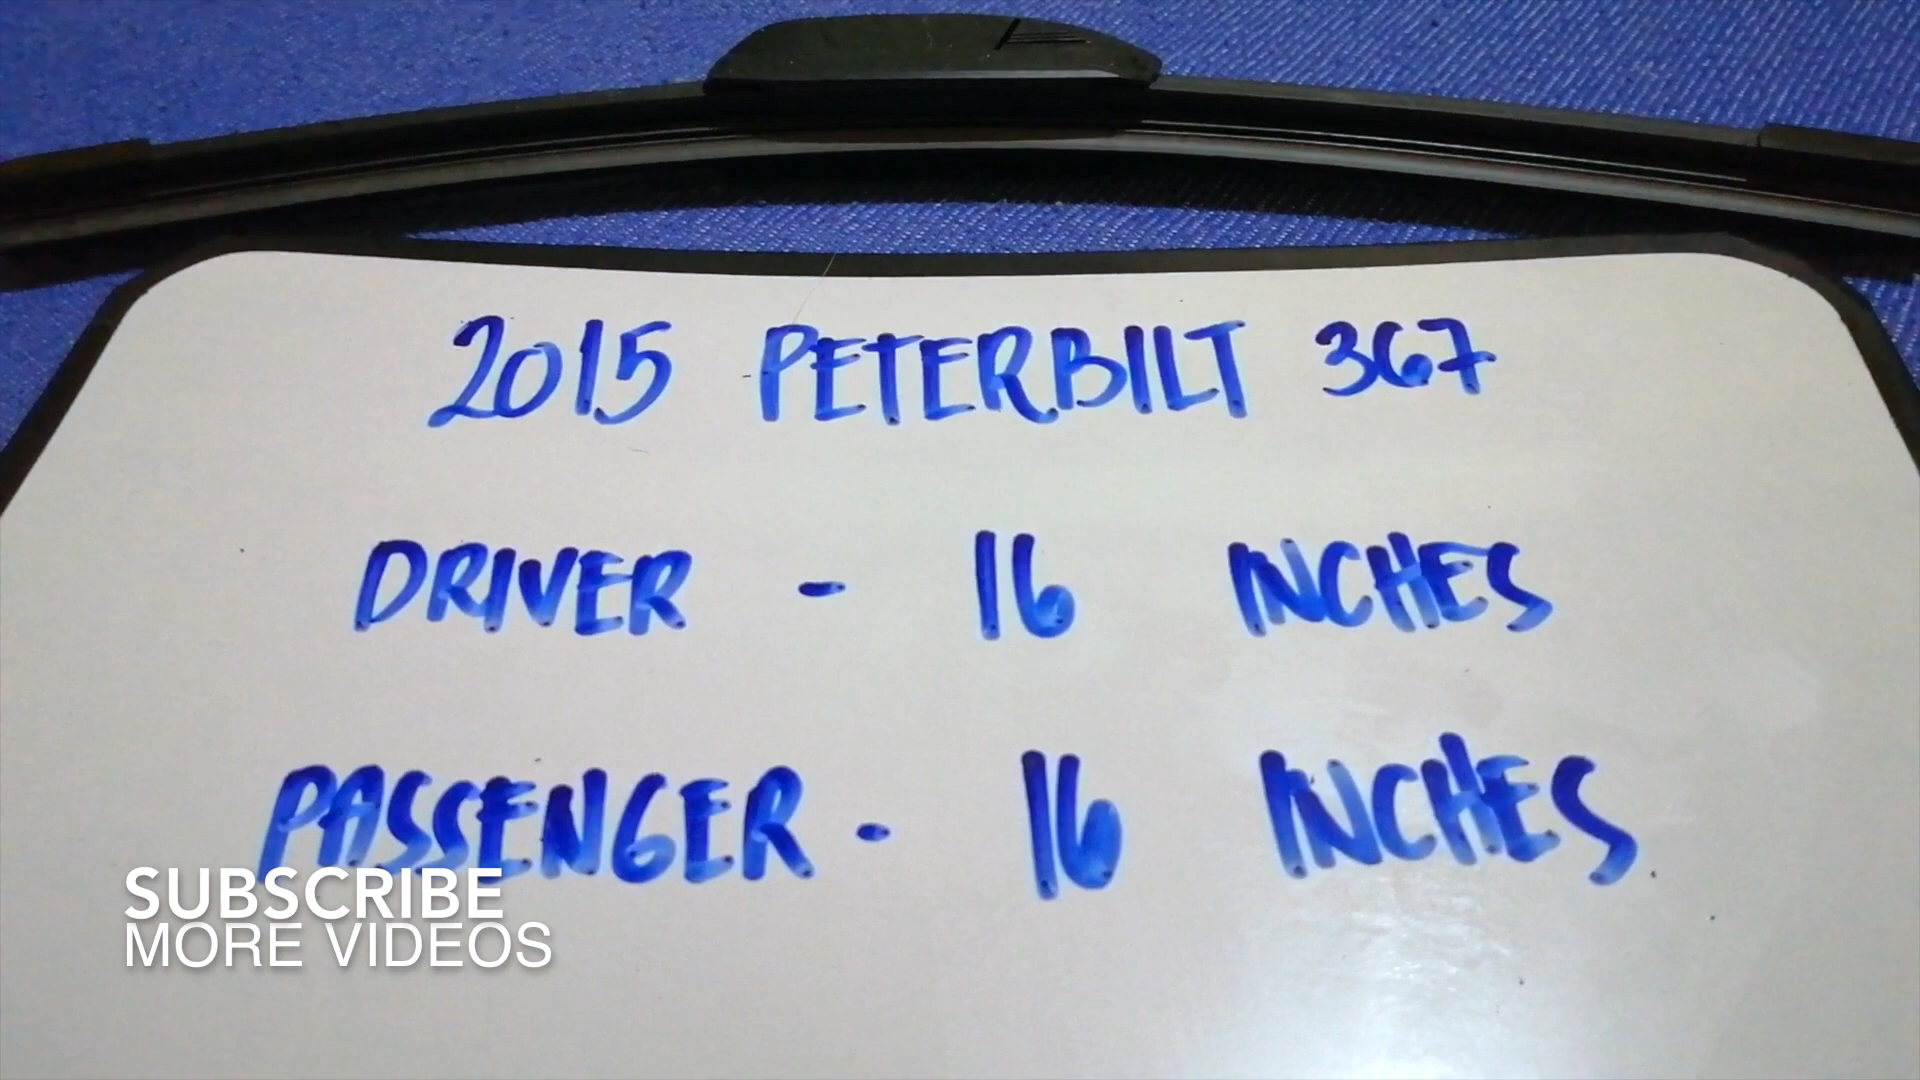 2015 PETERBILT 367
DRIVER - 16 INCHES
PASSENGER - 16 INCHES
SUBSCRIBE
MORE VIDEOS